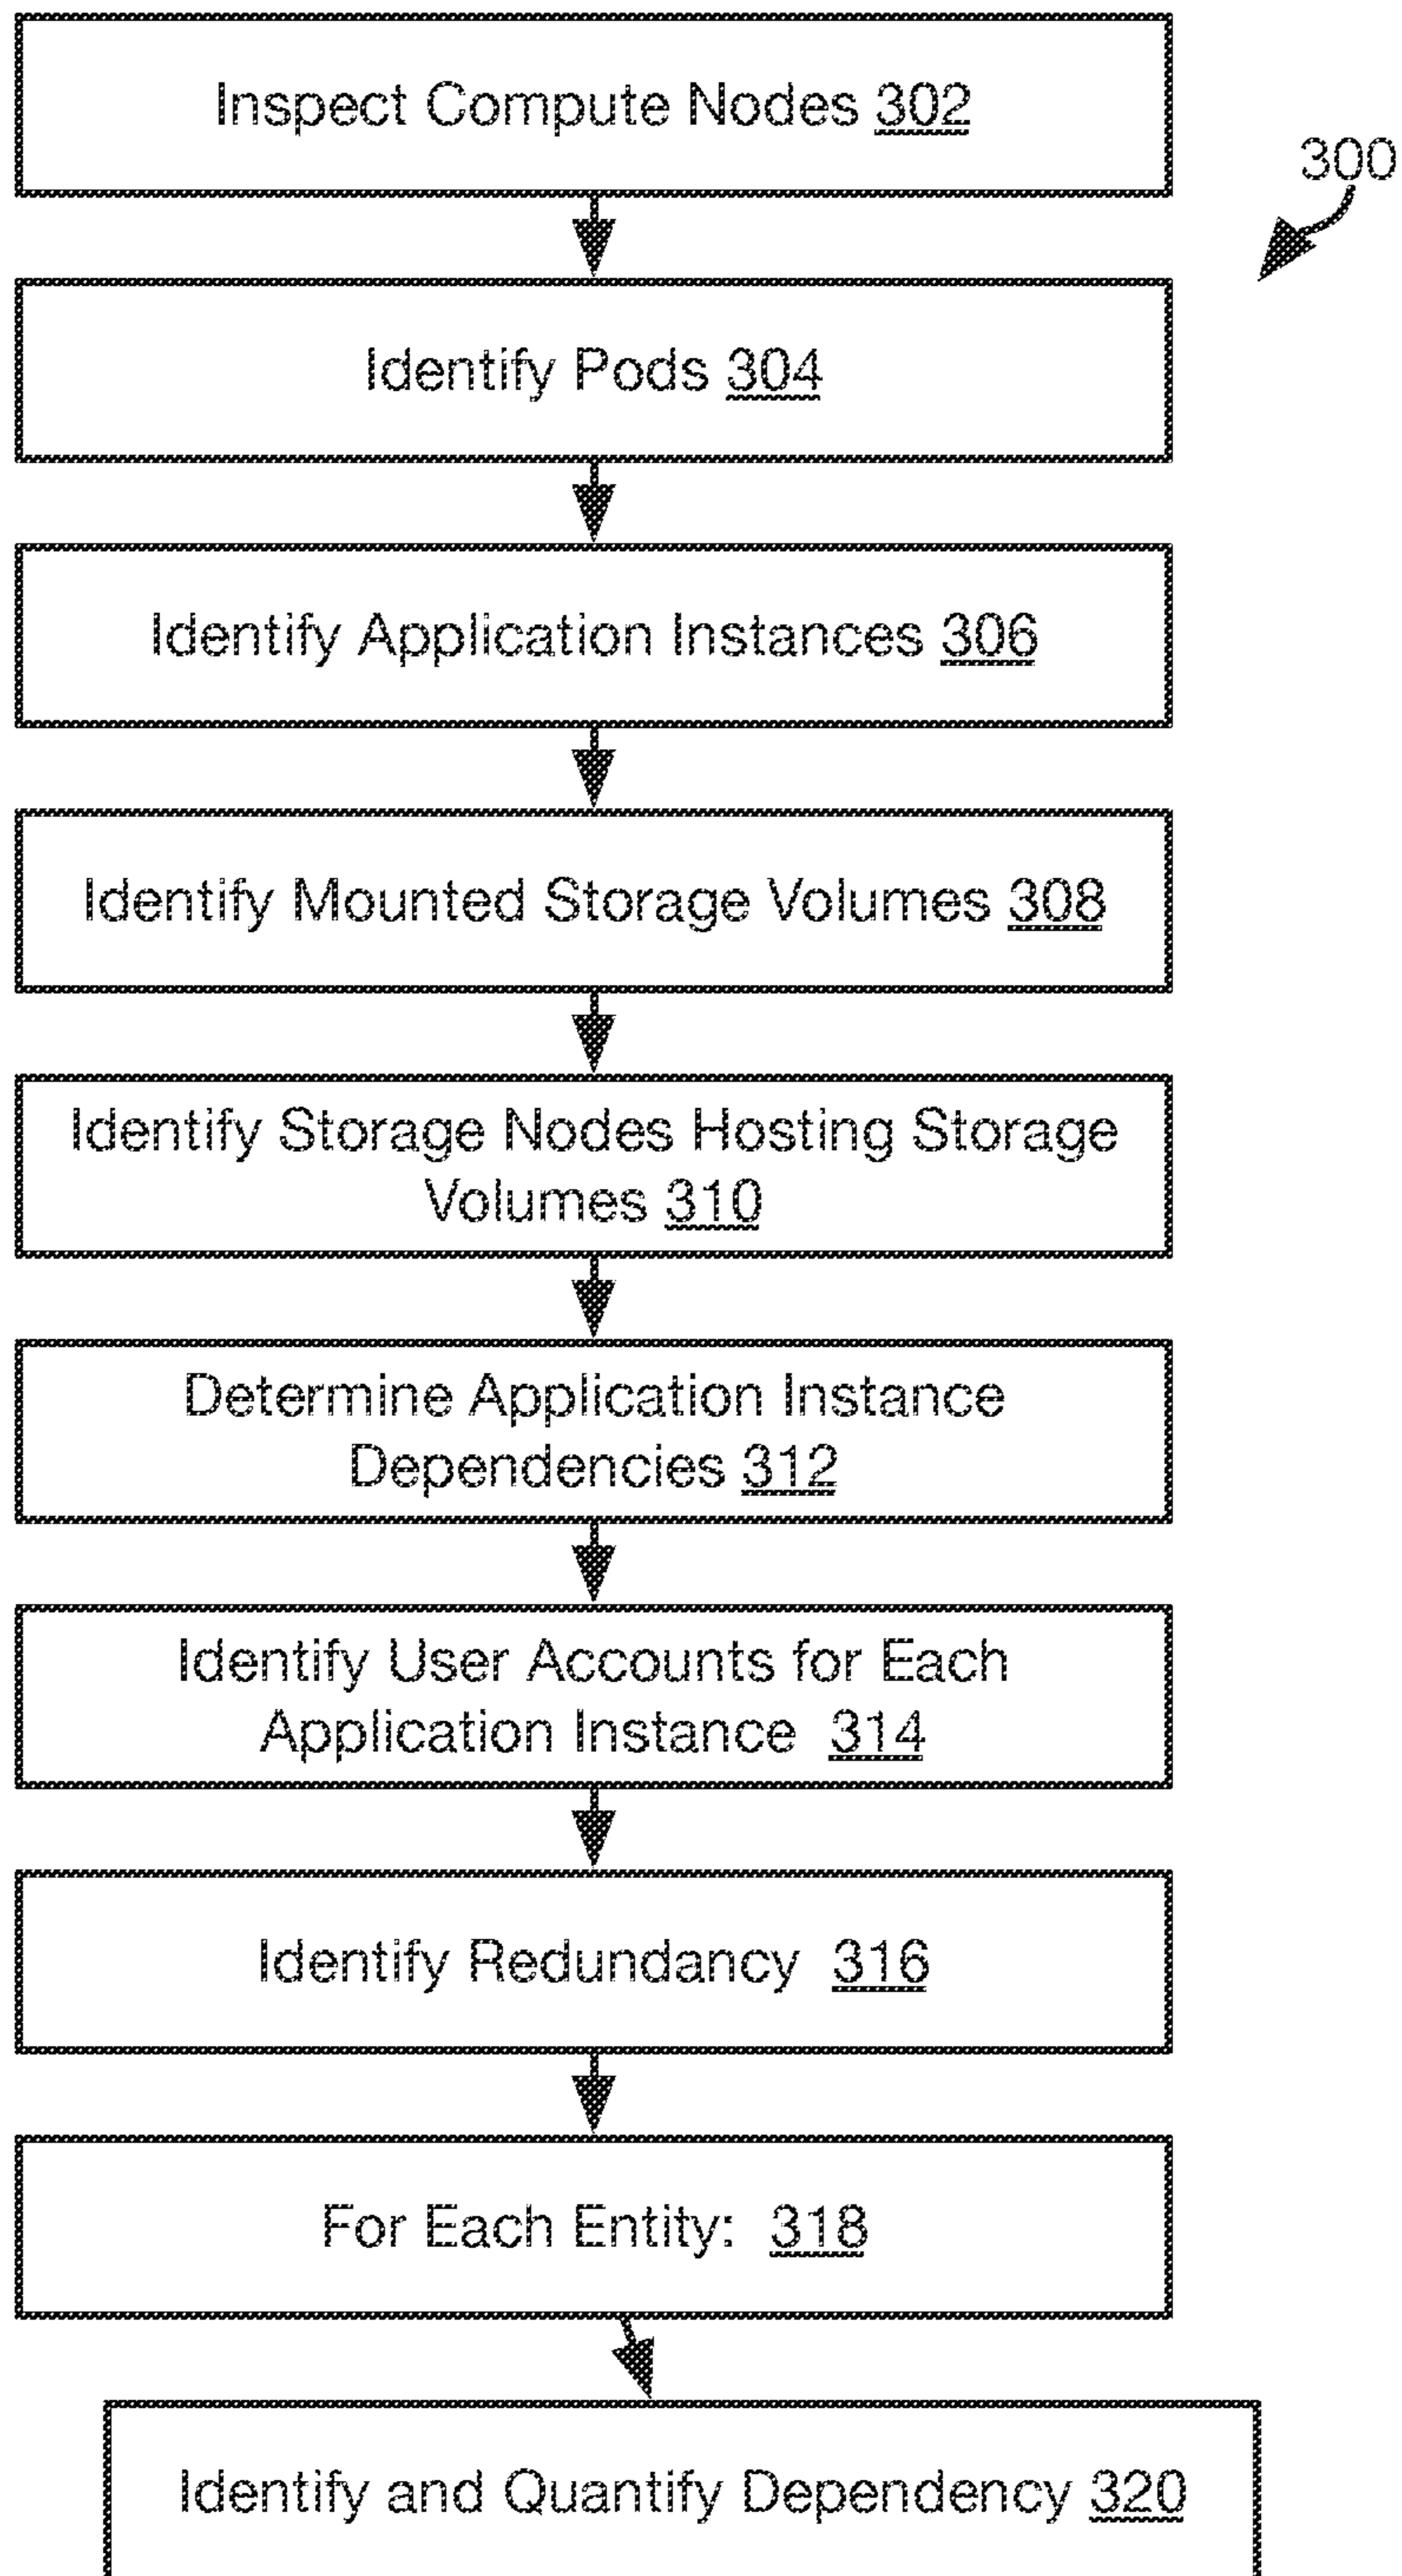 Inspect Compute Nodes 302
300
Identify Pods 304
Identify Application Instances 306
Identify Mounted Storage Volumes 308
Identify Storage Nodes Hosting Storage
Volumes 310
Determine Application Instance
Dependencies 312
Identify User Accounts for Each
Application Instance 314
Identify Redundancy 316
For Each Entity: 318
Identify and Quantify Dependency 320